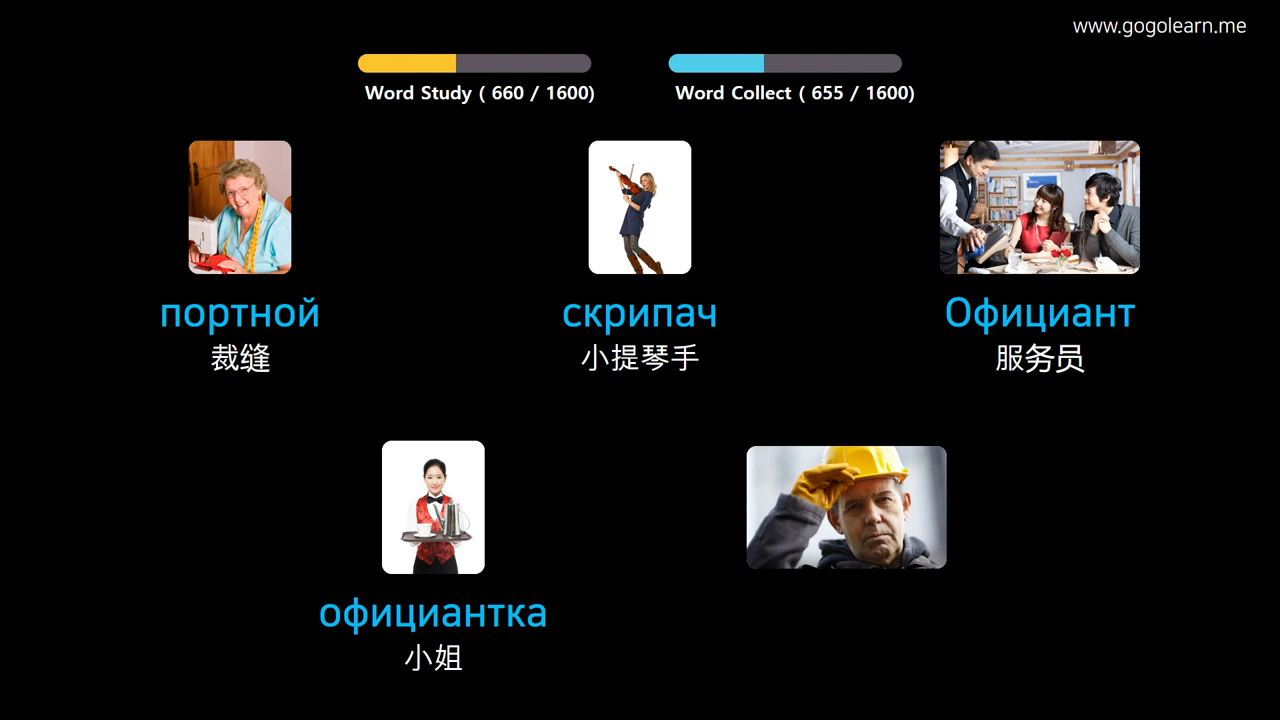 www.gogolearn.me
Word Study ( 660 / 1600)
Word Collect ( 655 / 1600)
портной
скрипач
Официант
裁缝
小提琴手
服务员
официантка
小姐